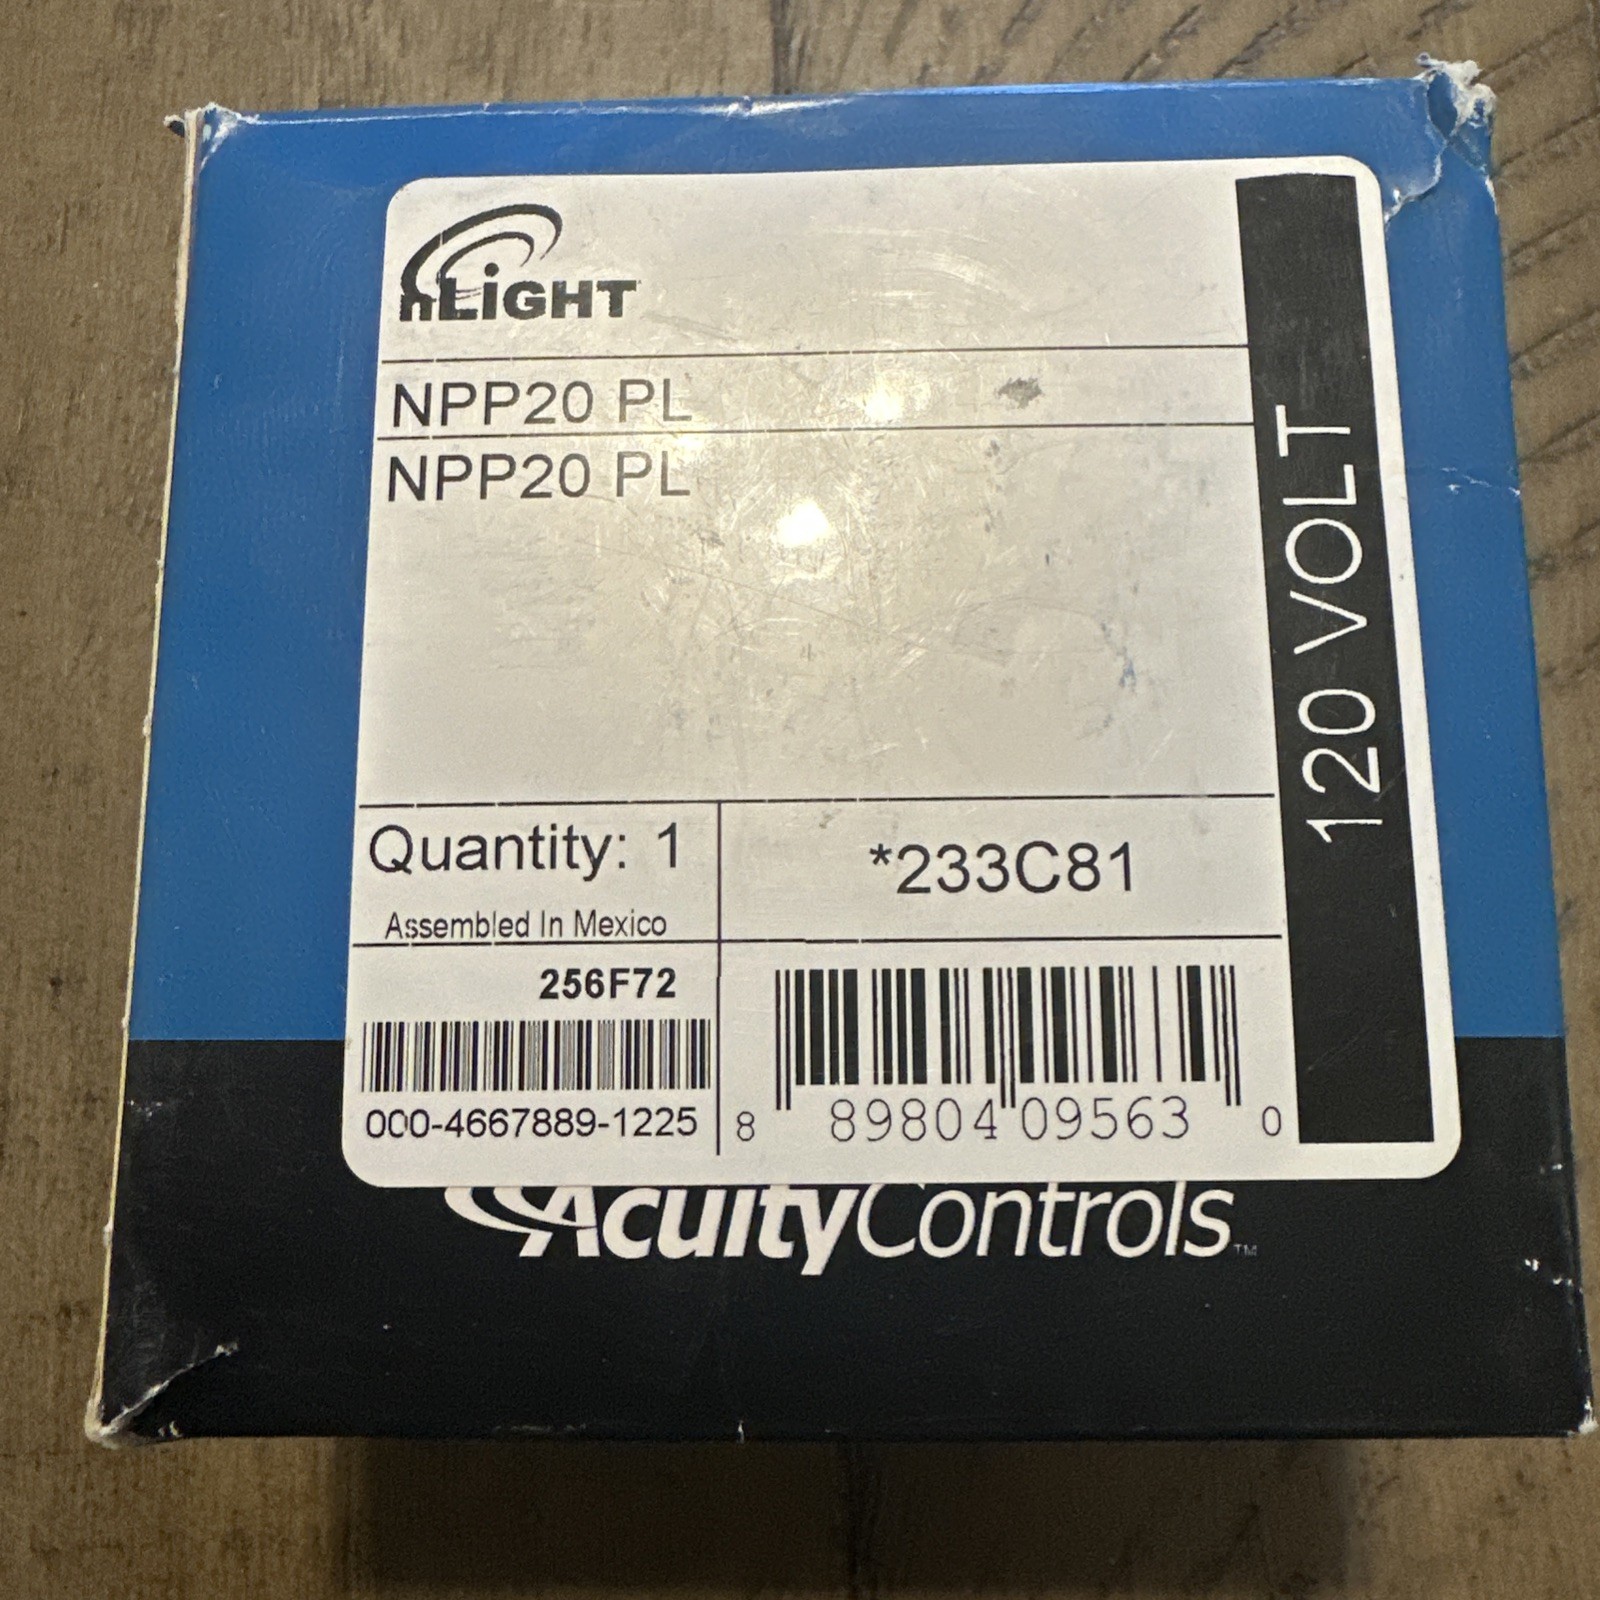 nLiGHT
NPP20 PL
NPP20 PL
120 VOLT
Quantity: 1
Assembled In Mexico
*233C81
256F72
000-4667889-1225
8 89804 09563 0
AcuityControls™